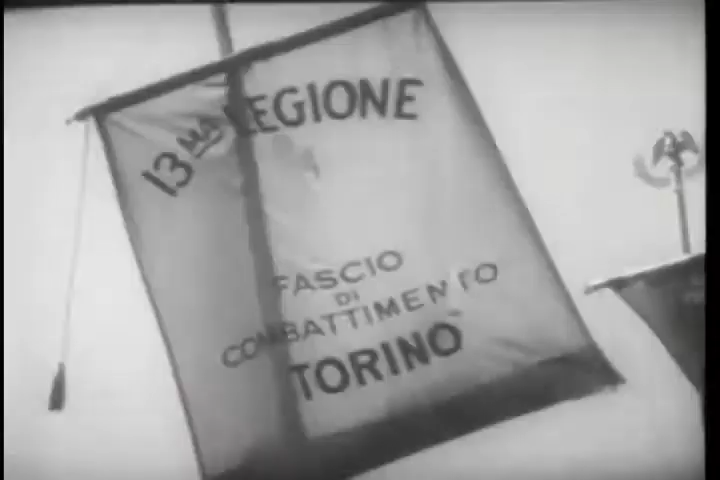 13MA LEGIONE
FASCIO
DI
COMBATTIMENTO
TORINO